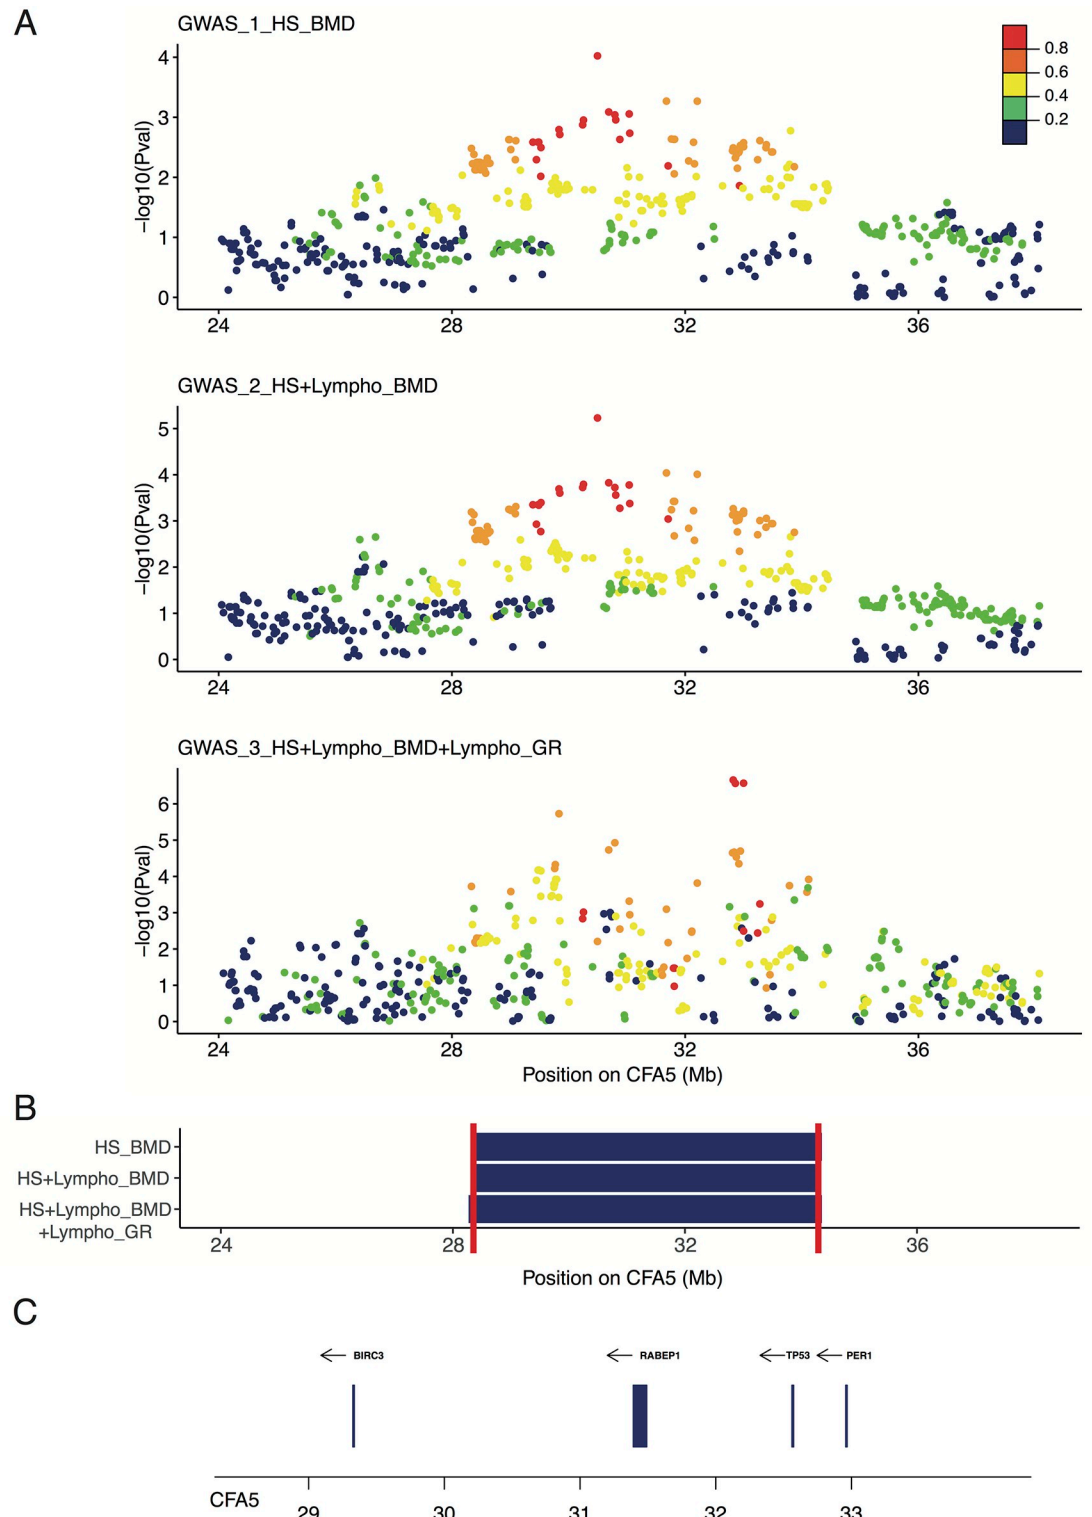 A
GWAS_1_HS_BMD
0.8
0.6
0.4
0.2
4
3
2
1
0
−log10(Pval)
24 28 32 36
GWAS_2_HS+Lympho_BMD
5
4
3
2
1
0
−log10(Pval)
24 28 32 36
GWAS_3_HS+Lympho_BMD+Lympho_GR
6
5
4
3
2
1
0
−log10(Pval)
24 28 32 36
Position on CFA5 (Mb)
B
HS_BMD
HS+Lympho_BMD
HS+Lympho_BMD
+Lympho_GR
24 28 32 36
Position on CFA5 (Mb)
C
BIRC3 RABEP1 TP53 PER1
CFA5
29 30 31 32 33